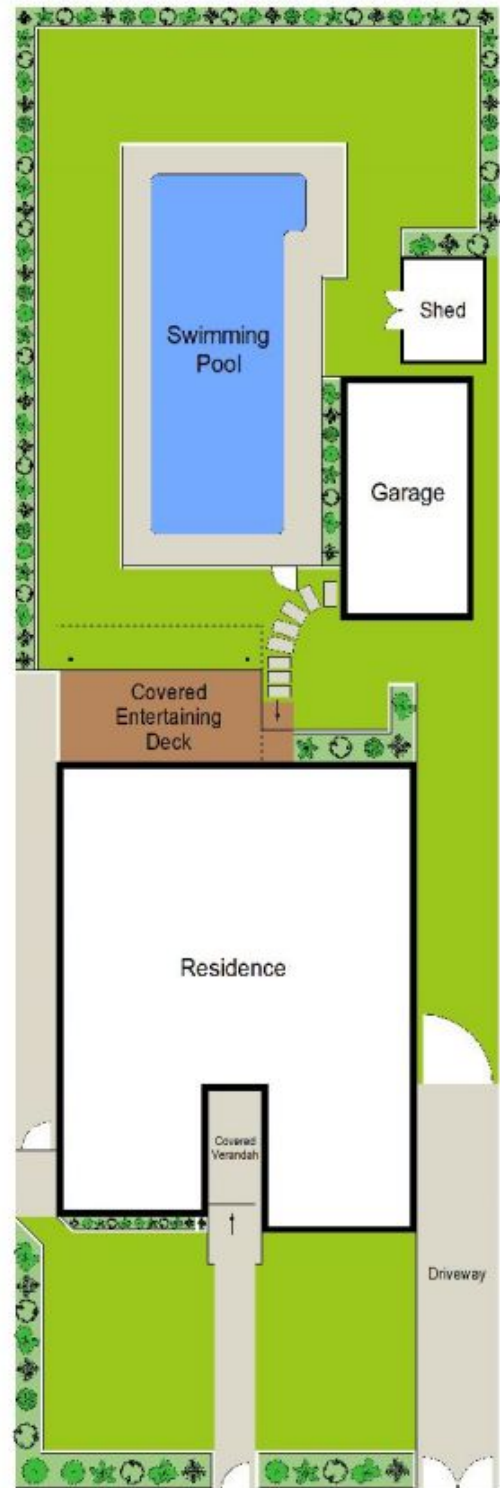 Shed
Swimming
Pool
Garage
Covered
Entertaining
Deck
Residence
Covered
Verandah
Driveway